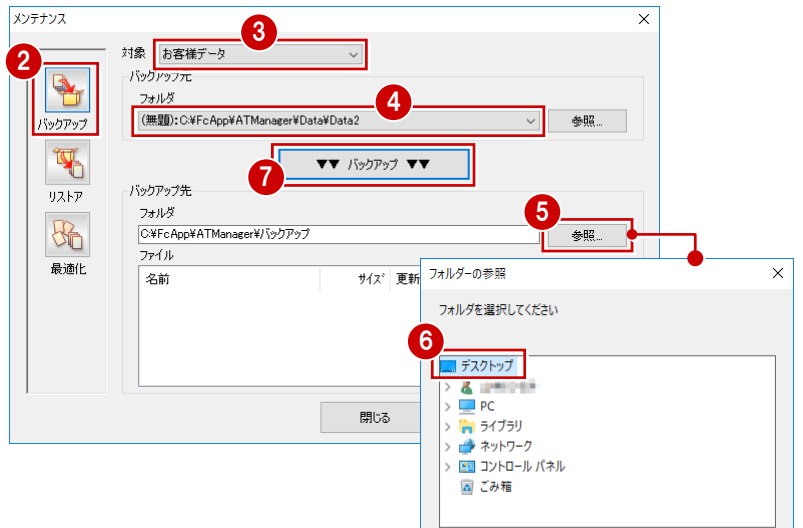 メンテナンス
2
バックアップ
リストア
最適化
3
対象 お客様データ
バックアップ元
フォルダ
4
(無題):C:¥FcApp¥ATManager¥Data¥Data2
参照...
7
▼▼ バックアップ ▼▼
バックアップ先
フォルダ
5
C:¥FcApp¥ATManager¥バックアップ
参照...
ファイル
名前 サイズ 更新
閉じる
フォルダーの参照
フォルダを選択してください
6
デスクトップ
PC
ライブラリ
ネットワーク
コントロール パネル
ごみ箱